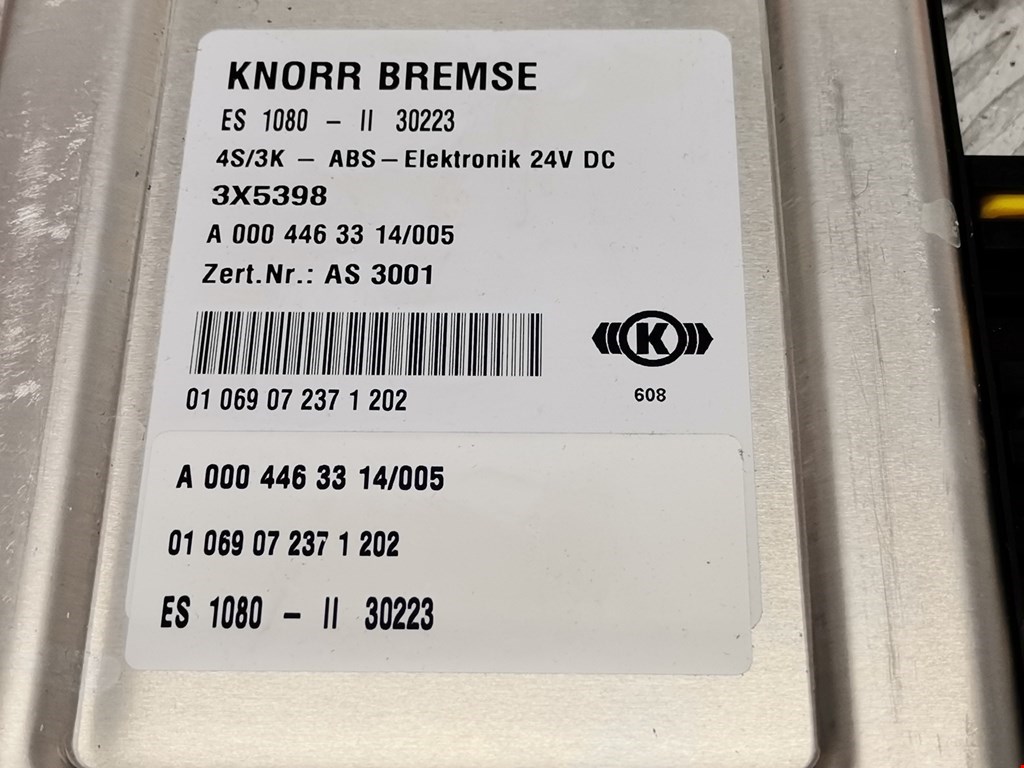 KNORR BREMSE
ES 1080 – II 30223
4S/3K – ABS – Elektronik 24V DC
3X5398
A 000 446 33 14/005
Zert.Nr.: AS 3001
K
01 069 07 237 1 202
608
A 000 446 33 14/005
01 069 07 237 1 202
ES 1080 – II 30223